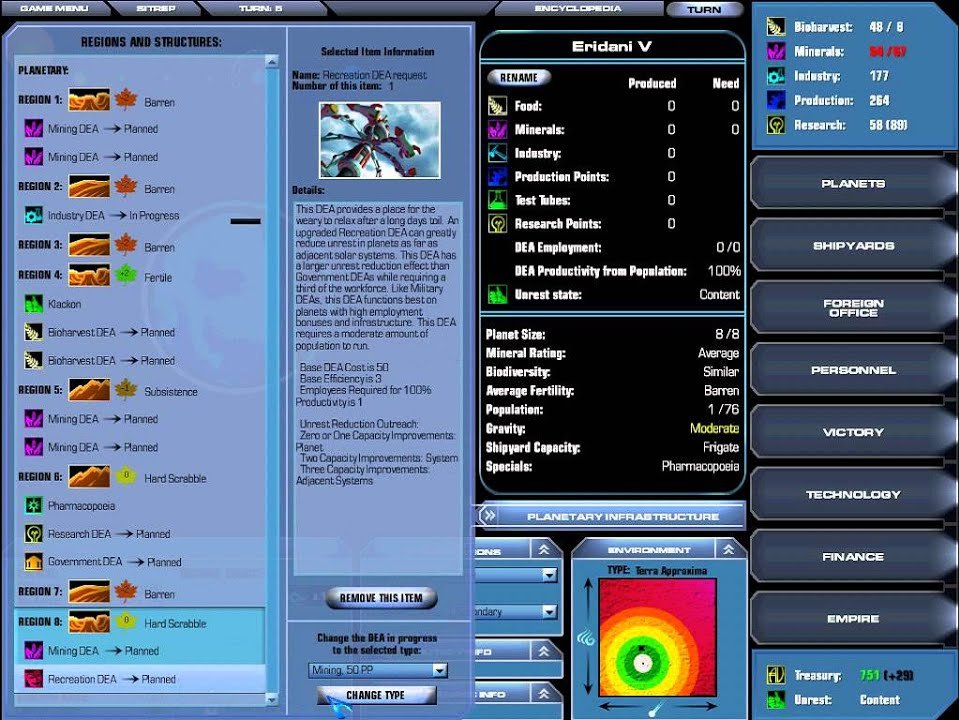 GAME MENU
SITREP
TURN: 5
ENCYCLOPEDIA
TURN
REGIONS AND STRUCTURES:
PLANETARY:
REGION 1: Barren
Mining DEA → Planned
Mining DEA → Planned
REGION 2: Barren
Industry DEA → In Progress
REGION 3: Barren
REGION 4: +2 Fertile
Klackon
Bioharvest DEA → Planned
Bioharvest DEA → Planned
REGION 5: Subsistence
Mining DEA → Planned
Mining DEA → Planned
REGION 6: 0 Hard Scrabble
Pharmacopoeia
Research DEA → Planned
Government DEA → Planned
REGION 7: Barren
REGION 8: 0 Hard Scrabble
Mining DEA → Planned
Recreation DEA → Planned
Selected Item Information
Name: Recreation DEA request
Number of this item: 1
Details:
This DEA provides a place for the
weary to relax after a long days toil. An
upgraded Recreation DEA can greatly
reduce unrest in planets as far as
adjacent solar systems. This DEA has
a larger unrest reduction effect than
Government DEAs while requiring a
third of the workforce. Like Military
DEAs, this DEA functions best on
planets with high employment
bonuses and infrastructure. This DEA
requires a moderate amount of
population to run.
Base DEA Cost is 50
Base Efficiency is 3
Employees Required for 100%
Productivity is 1
Unrest Reduction Outreach:
Zero or One Capacity Improvements:
Planet
Two Capacity Improvements: System
Three Capacity Improvements:
Adjacent Systems
REMOVE THIS ITEM
Change the DEA in progress
to the selected type:
Mining, 50 PP
CHANGE TYPE
Eridani V
RENAME
Produced Need
Food: 0 0
Minerals: 0 0
Industry: 0
Production Points: 0
Test Tubes: 0
Research Points: 0
DEA Employment: 0 /0
DEA Productivity from Population: 100%
Unrest state: Content
Planet Size: 8 /8
Mineral Rating: Average
Biodiversity: Similar
Average Fertility: Barren
Population: 1 /76
Gravity: Moderate
Shipyard Capacity: Frigate
Specials: Pharmacopoeia
PLANETARY INFRASTRUCTURE
ENVIRONMENT
TYPE: Terra Approxima
INFO
Bioharvest: 48 / 8
Minerals: 54 /67
Industry: 177
Production: 264
Research: 58 (89)
PLANETS
SHIPYARDS
FOREIGN
OFFICE
PERSONNEL
VICTORY
TECHNOLOGY
FINANCE
EMPIRE
Treasury: 751 (+29)
Unrest: Content